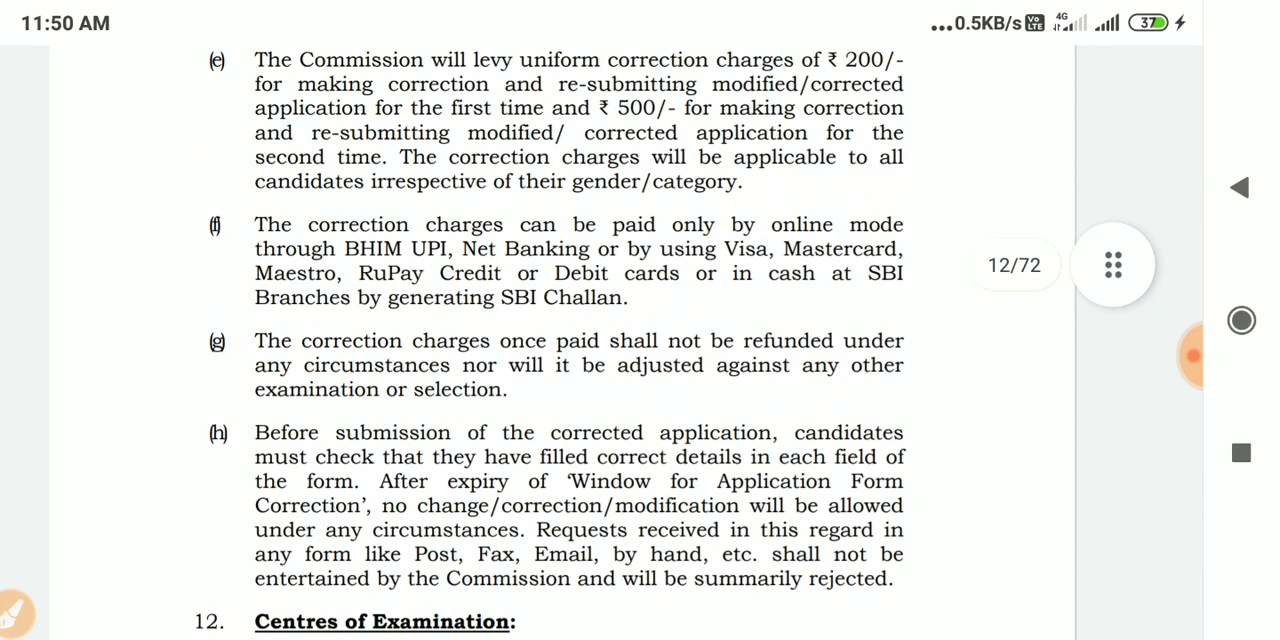 11:50 AM
...0.5KB/s Vo LTE 4G 37
(e) The Commission will levy uniform correction charges of ₹ 200/-
for making correction and re-submitting modified/corrected
application for the first time and ₹ 500/- for making correction
and re-submitting modified/ corrected application for the
second time. The correction charges will be applicable to all
candidates irrespective of their gender/category.
(f) The correction charges can be paid only by online mode
through BHIM UPI, Net Banking or by using Visa, Mastercard,
Maestro, RuPay Credit or Debit cards or in cash at SBI
Branches by generating SBI Challan.
12/72
(g) The correction charges once paid shall not be refunded under
any circumstances nor will it be adjusted against any other
examination or selection.
(h) Before submission of the corrected application, candidates
must check that they have filled correct details in each field of
the form. After expiry of ‘Window for Application Form
Correction’, no change/correction/modification will be allowed
under any circumstances. Requests received in this regard in
any form like Post, Fax, Email, by hand, etc. shall not be
entertained by the Commission and will be summarily rejected.
12. Centres of Examination: